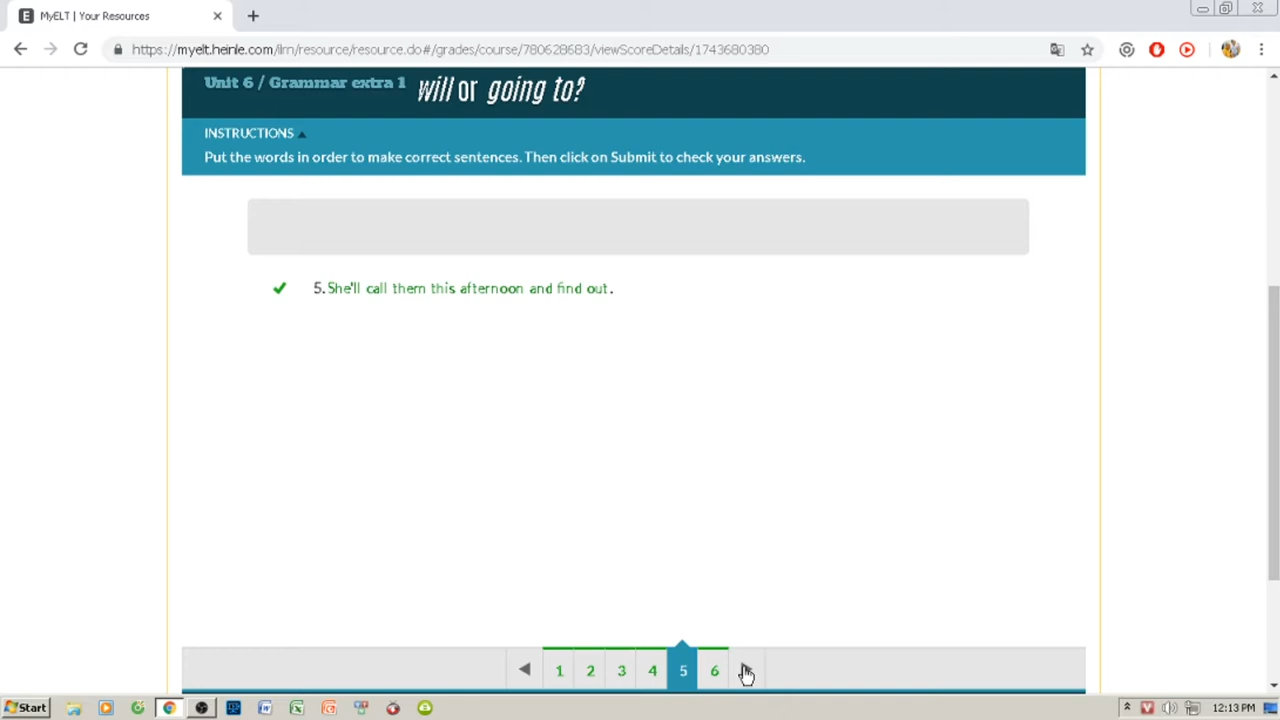 MyELT | Your Resources
https://myelt.heinle.com/ilrn/resource/resource.do#/grades/course/780628683/viewScoreDetails/1743680380
Unit 6 / Grammar extra 1 will or going to?
INSTRUCTIONS
Put the words in order to make correct sentences. Then click on Submit to check your answers.
5. She'll call them this afternoon and find out.
1 2 3 4 5 6
Start
12:13 PM